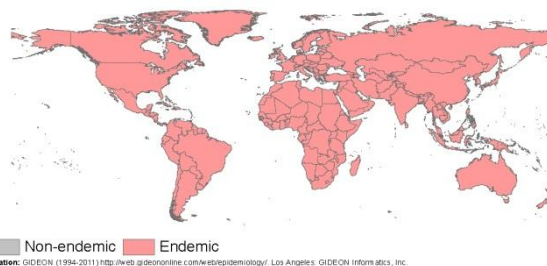 Non-endemic Endemic
ation: GIDEON (1994-2011) http://web.gideononline.com/web/epidemiology/. Los Angeles: GIDEON Informatics, Inc.